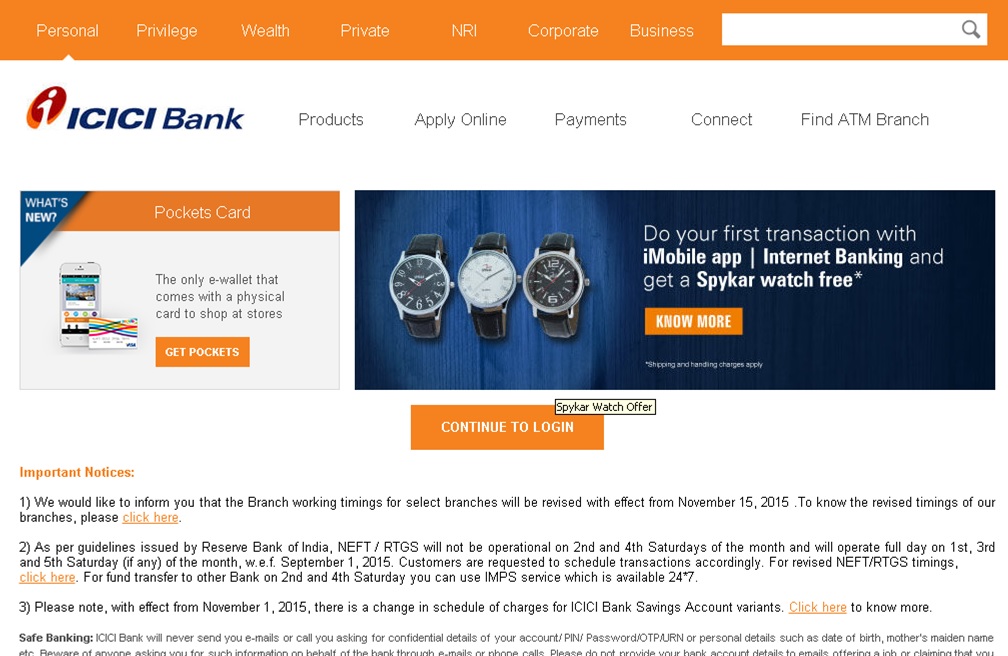 Personal Privilege Wealth Private NRI Corporate Business
ICICI Bank
Products Apply Online Payments Connect Find ATM Branch
WHAT'S
NEW?
Pockets Card
The only e-wallet that
comes with a physical
card to shop at stores
GET POCKETS
Do your first transaction with
iMobile app | Internet Banking and
get a Spykar watch free*
KNOW MORE
*Shipping and handling charges apply
Spykar Watch Offer
CONTINUE TO LOGIN
Important Notices:
1) We would like to inform you that the Branch working timings for select branches will be revised with effect from November 15, 2015 .To know the revised timings of our
branches, please click here.
2) As per guidelines issued by Reserve Bank of India, NEFT / RTGS will not be operational on 2nd and 4th Saturdays of the month and will operate full day on 1st, 3rd
and 5th Saturday (if any) of the month, w.e.f. September 1, 2015. Customers are requested to schedule transactions accordingly. For revised NEFT/RTGS timings,
click here. For fund transfer to other Bank on 2nd and 4th Saturday you can use IMPS service which is available 24*7.
3) Please note, with effect from November 1, 2015, there is a change in schedule of charges for ICICI Bank Savings Account variants. Click here to know more.
Safe Banking: ICICI Bank will never send you e-mails or call you asking for confidential details of your account/ PIN/ Password/OTP/URN or personal details such as date of birth, mother's maiden name
etc. Beware of anyone asking you for such information on behalf of the bank through e-mails or phone calls. Please do not provide your bank account details to emails offering a job or claiming that you